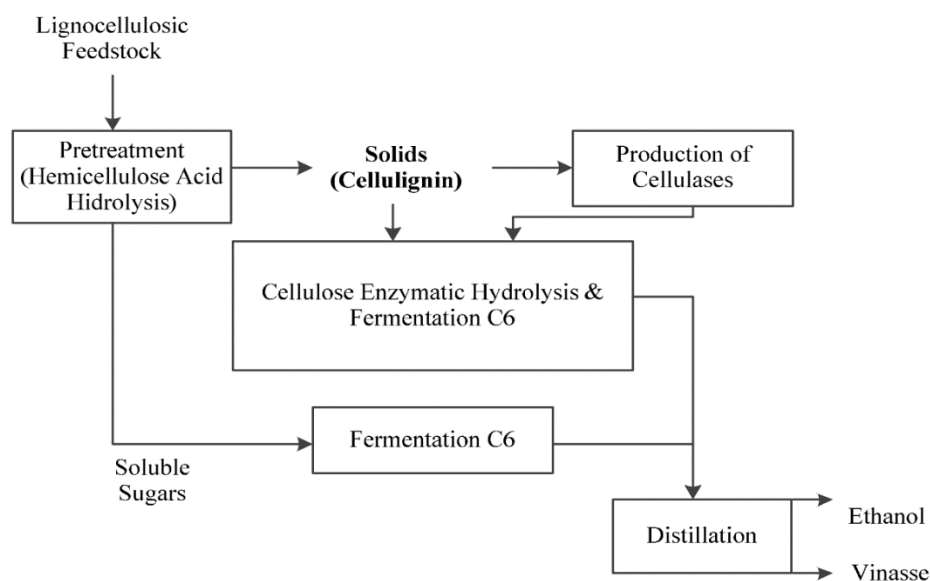 Lignocellulosic
Feedstock
Pretreatment
(Hemicellulose Acid
Hidrolysis)
Solids
(Cellulignin)
Production of
Cellulases
Cellulose Enzymatic Hydrolysis &
Fermentation C6
Fermentation C6
Soluble
Sugars
Distillation
Ethanol
Vinasse